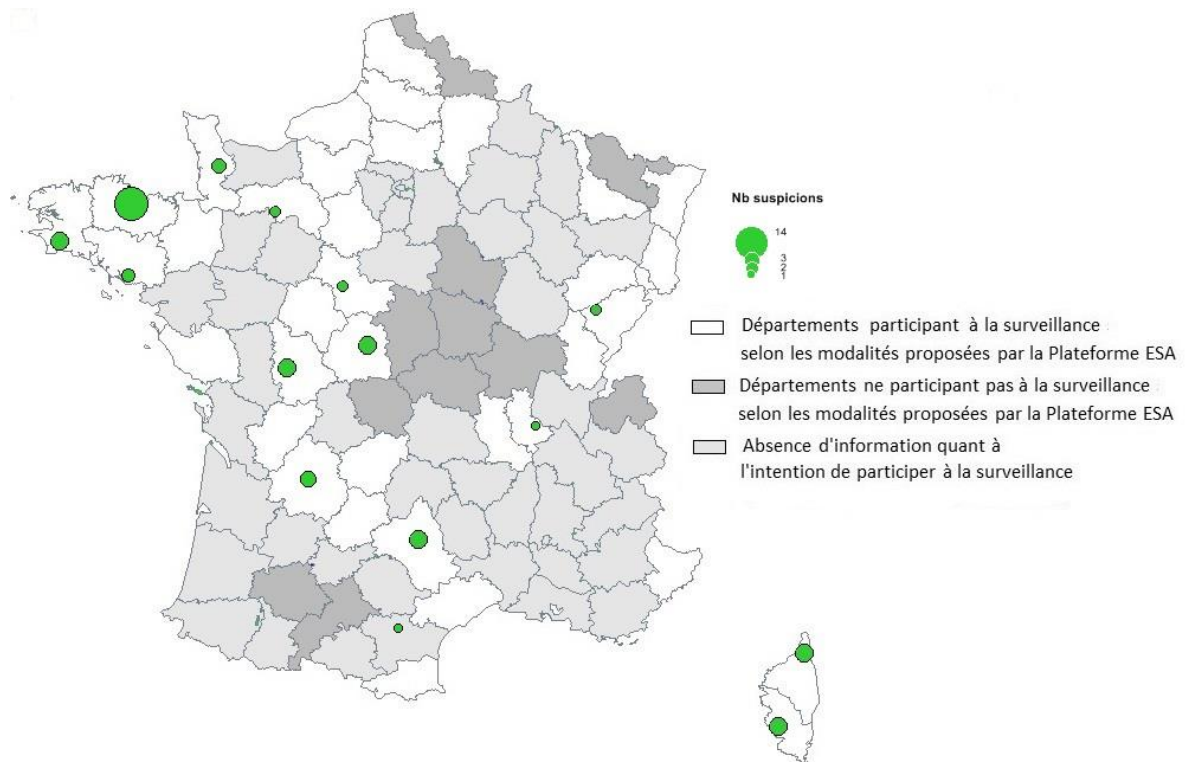 Nb suspicions
14
3
2
1
Départements participant à la surveillance
selon les modalités proposées par la Plateforme ESA
Départements ne participant pas à la surveillance
selon les modalités proposées par la Plateforme ESA
Absence d'information quant à
l'intention de participer à la surveillance